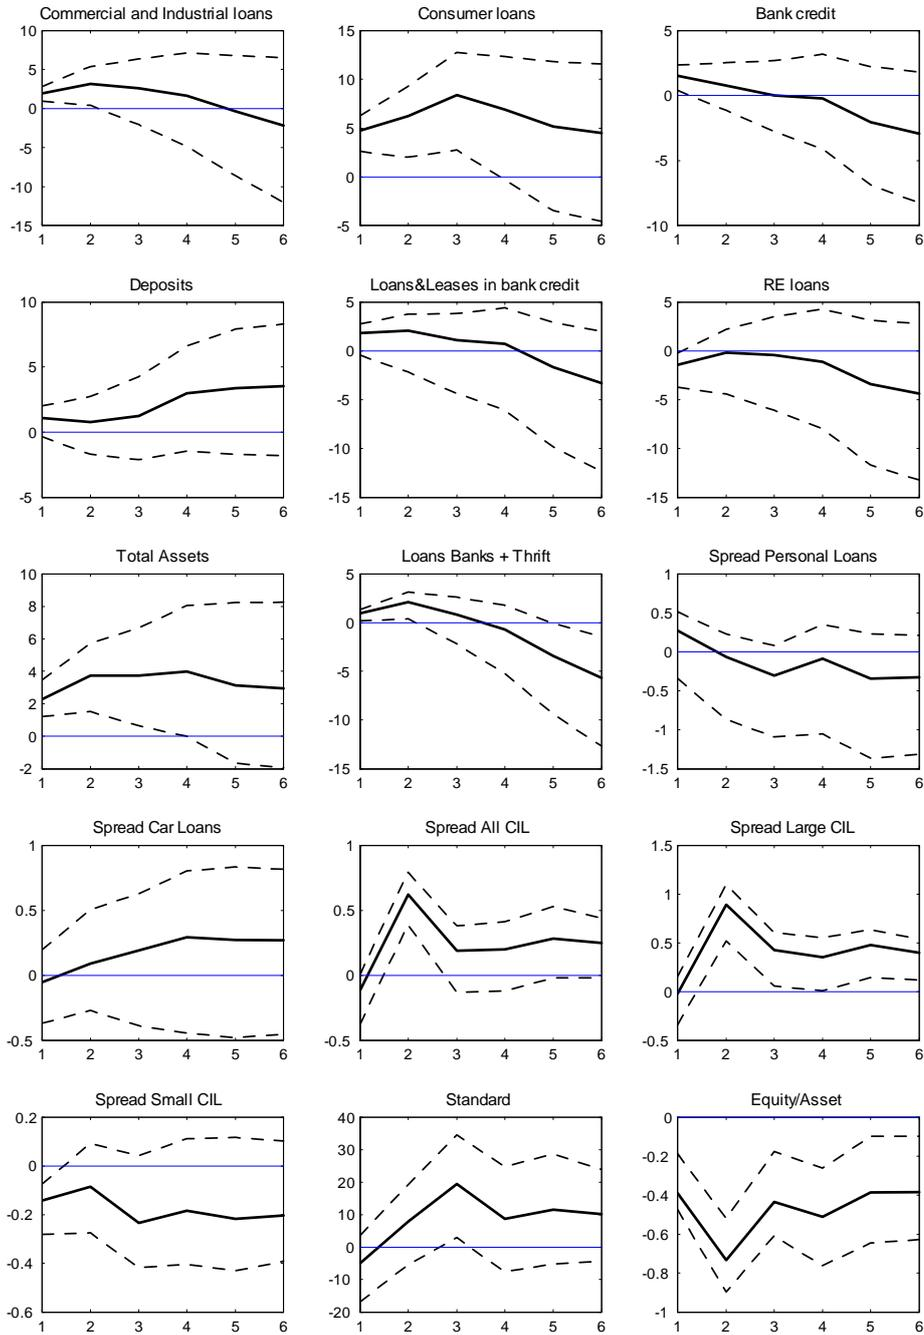 Commercial and Industrial loans
Consumer loans
Bank credit
10
5
0
-5
-10
-15
1 2 3 4 5 6
15
10
5
0
-5
1 2 3 4 5 6
5
0
-5
-10
1 2 3 4 5 6
Deposits
Loans&Leases in bank credit
RE loans
10
5
0
-5
1 2 3 4 5 6
5
0
-5
-10
-15
1 2 3 4 5 6
5
0
-5
-10
-15
1 2 3 4 5 6
Total Assets
Loans Banks + Thrift
Spread Personal Loans
10
8
6
4
2
0
-2
1 2 3 4 5 6
5
0
-5
-10
-15
1 2 3 4 5 6
1
0.5
0
-0.5
-1
-1.5
1 2 3 4 5 6
Spread Car Loans
Spread All CIL
Spread Large CIL
1
0.5
0
-0.5
1 2 3 4 5 6
1
0.5
0
-0.5
1 2 3 4 5 6
1.5
1
0.5
0
-0.5
1 2 3 4 5 6
Spread Small CIL
Standard
Equity/Asset
0.2
0
-0.2
-0.4
-0.6
1 2 3 4 5 6
40
30
20
10
0
-10
-20
1 2 3 4 5 6
0
-0.2
-0.4
-0.6
-0.8
-1
1 2 3 4 5 6